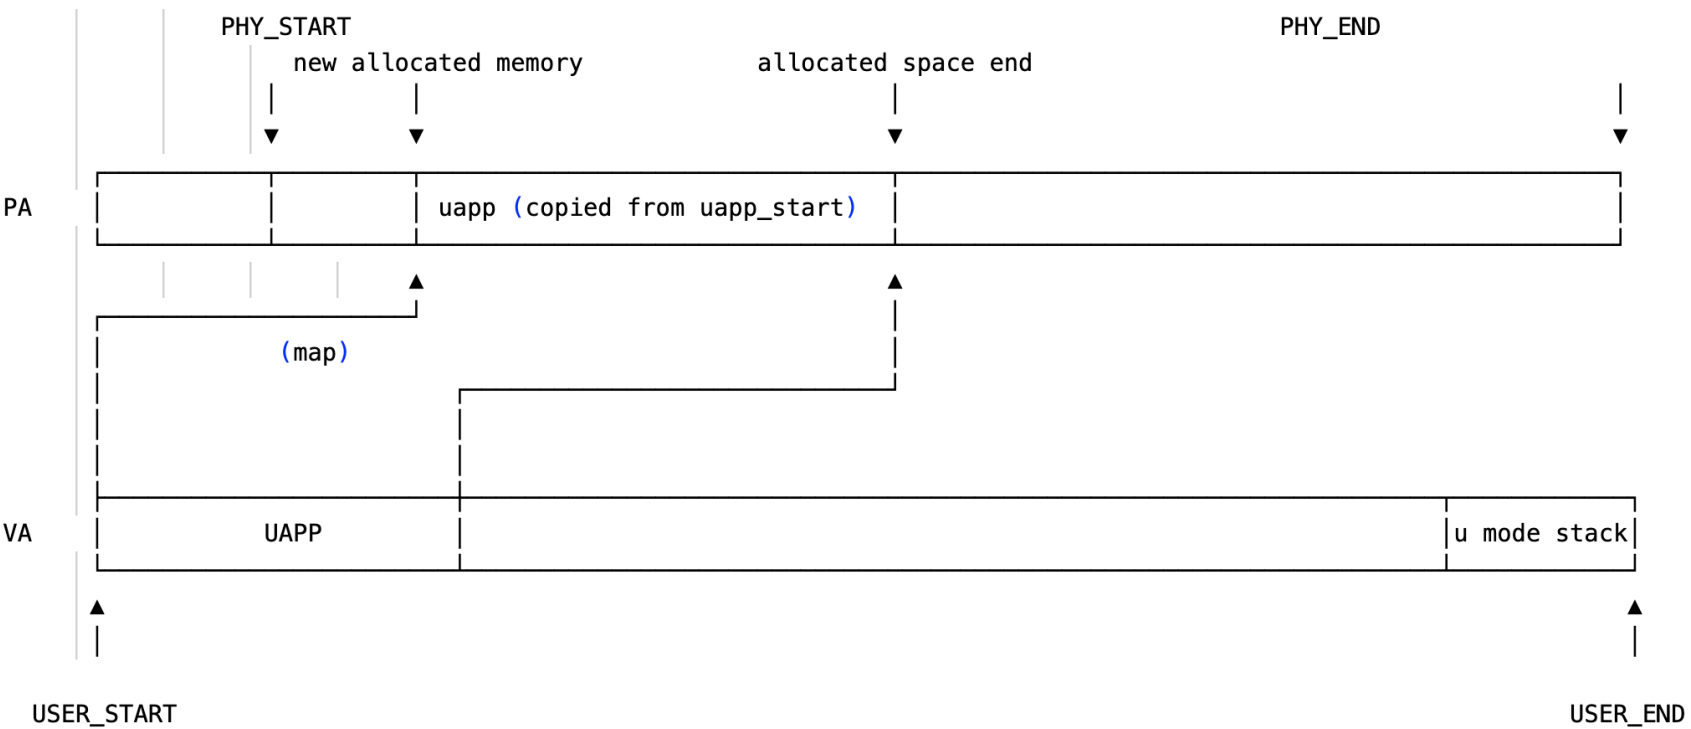 PHY_START PHY_END
new allocated memory allocated space end
PA uapp (copied from uapp_start)
(map)
VA UAPP u mode stack
USER_START USER_END